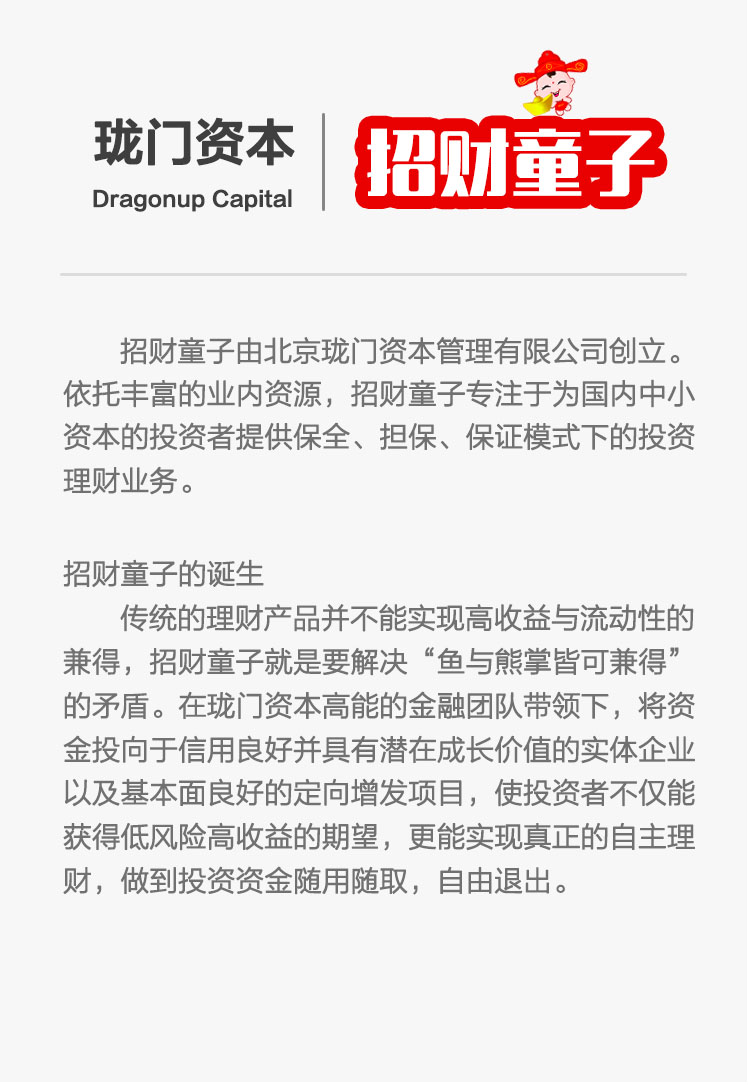 珑门资本
Dragonup Capital
招财童子
招财童子由北京珑门资本管理有限公司创立。
依托丰富的业内资源，招财童子专注于为国内中小
资本的投资者提供保全、担保、保证模式下的投资
理财业务。
招财童子的诞生
传统的理财产品并不能实现高收益与流动性的
兼得，招财童子就是要解决“鱼与熊掌皆可兼得”
的矛盾。在珑门资本高能的金融团队带领下，将资
金投向于信用良好并具有潜在成长价值的实体企业
以及基本面良好的定向增发项目，使投资者不仅能
获得低风险高收益的期望，更能实现真正的自主理
财，做到投资资金随用随取，自由退出。